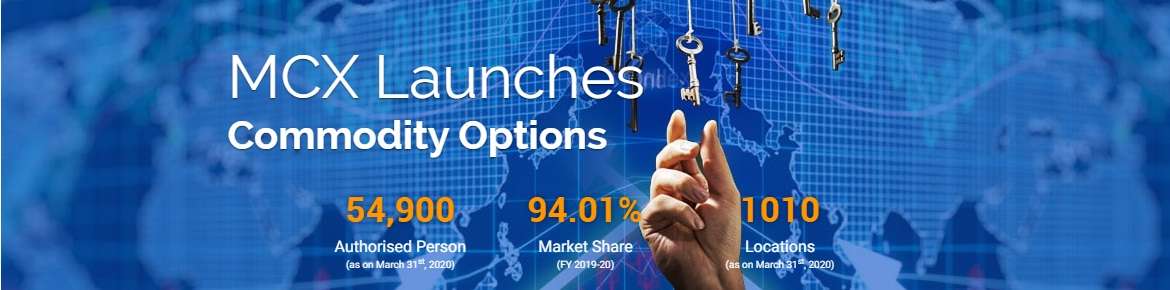 MCX Launches
Commodity Options
54,900
Authorised Person
(as on March 31st, 2020)
94.01%
Market Share
(FY 2019-20)
1010
Locations
(as on March 31st, 2020)